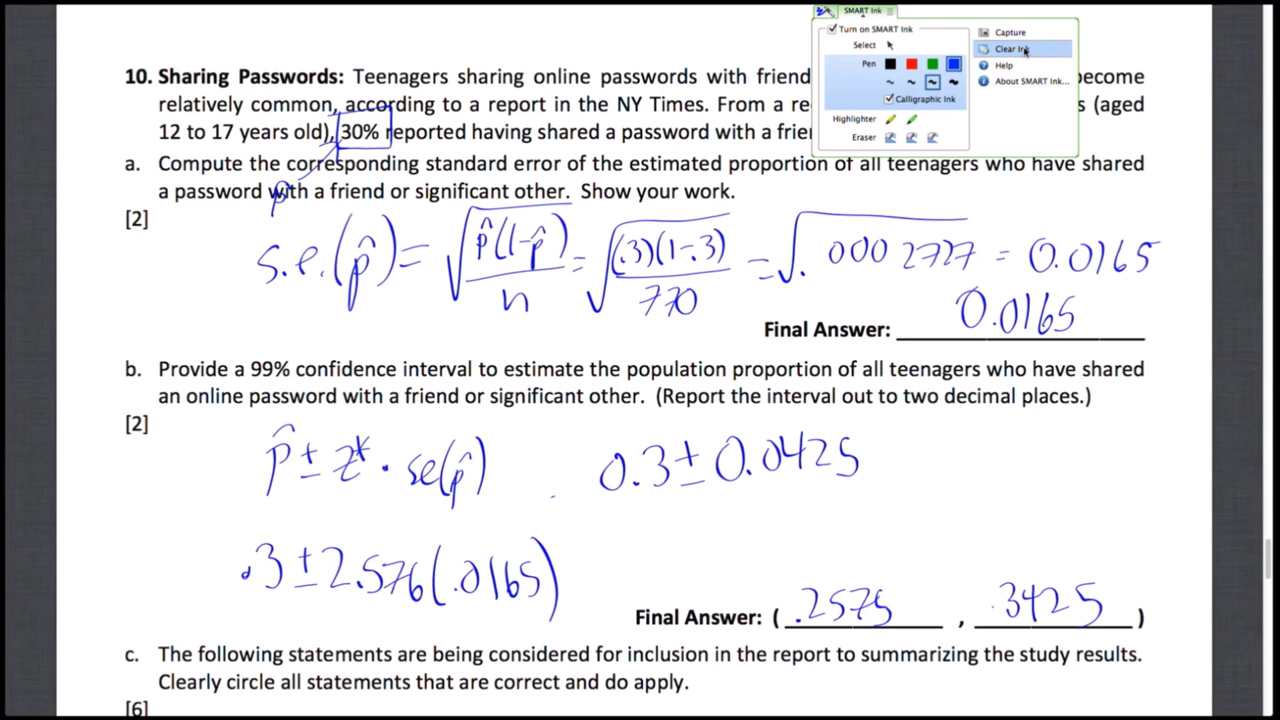 SMART Ink
Turn on SMART Ink
Select
Pen
Calligraphic Ink
Highlighter
Eraser
Capture
Clear Ink
Help
About SMART Ink...
10. Sharing Passwords: Teenagers sharing online passwords with friend ecome
relatively common, according to a report in the NY Times. From a re s (aged
12 to 17 years old), 30% reported having shared a password with a frie
a. Compute the corresponding standard error of the estimated proportion of all teenagers who have shared
a password with a friend or significant other. Show your work.
p̂
[2]
s.e.(p̂) = √(p̂(1-p̂)/n) = √((.3)(1-.3)/770) = √.0002727 = 0.0165
Final Answer: 0.0165
b. Provide a 99% confidence interval to estimate the population proportion of all teenagers who have shared
an online password with a friend or significant other. (Report the interval out to two decimal places.)
[2]
p̂ ± z* · se(p̂) 0.3 ± 0.0425
.3 ± 2.576(.0165)
Final Answer: ( .2575 , .3425 )
c. The following statements are being considered for inclusion in the report to summarizing the study results.
Clearly circle all statements that are correct and do apply.
[6]